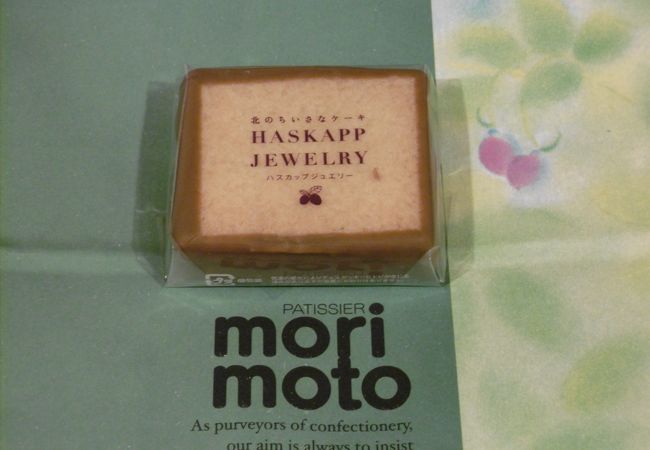 北のちいさなケーキ
HASKAPP
JEWELRY
ハスカップジュエリー
PATISSIER
mori
moto
As purveyors of confectionery,
our aim is always to insist